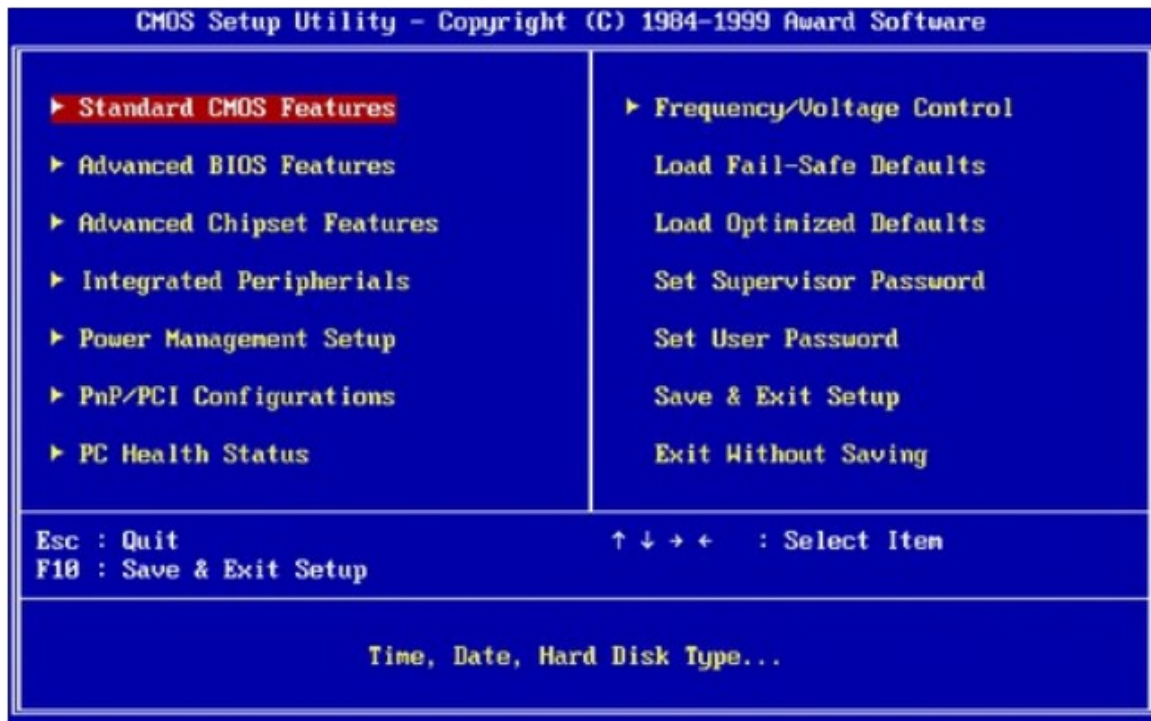 CMOS Setup Utility - Copyright (C) 1984-1999 Award Software
► Standard CMOS Features
► Advanced BIOS Features
► Advanced Chipset Features
► Integrated Peripherials
► Power Management Setup
► PnP/PCI Configurations
► PC Health Status
► Frequency/Voltage Control
Load Fail-Safe Defaults
Load Optimized Defaults
Set Supervisor Password
Set User Password
Save & Exit Setup
Exit Without Saving
Esc : Quit
F10 : Save & Exit Setup
↑ ↓ → ← : Select Item
Time, Date, Hard Disk Type...